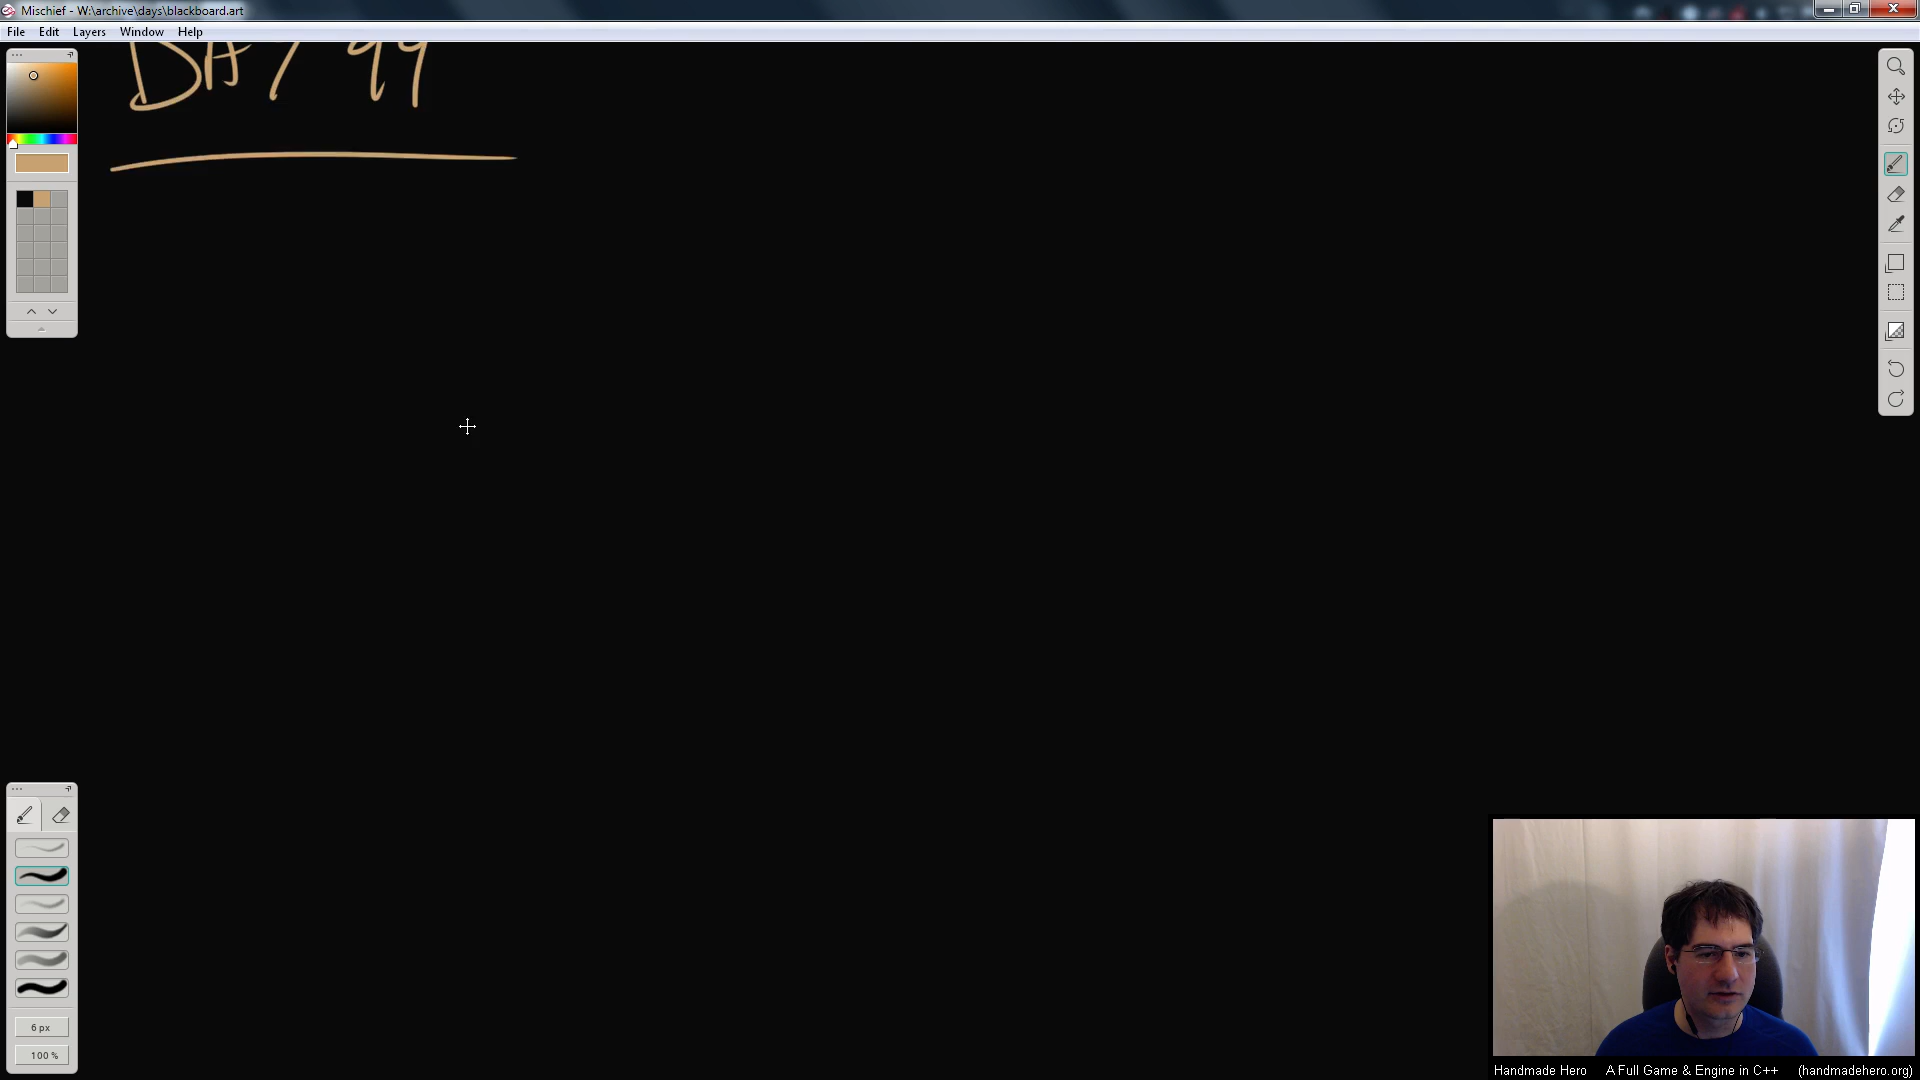 Mischief - W:\archive\days\blackboard.art
File Edit Layers Window Help
DAY 99
6 px
100 %
Handmade Hero A Full Game & Engine in C++ (handmadehero.org)